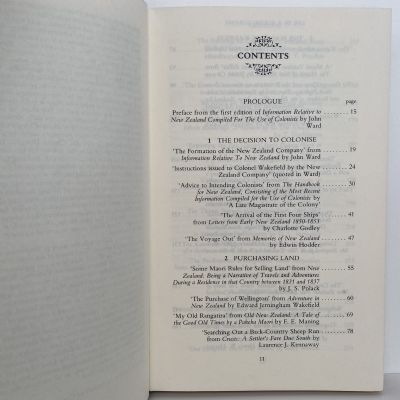 CONTENTS
PROLOGUE page
Preface from the first edition of Information Relative to . . . . . . 15
New Zealand Compiled For The Use of Colonists by John
Ward
1 THE DECISION TO COLONISE
'The Formation of the New Zealand Company' from . . . . . . . 19
Information Relative To New Zealand by John Ward
'Instructions issued to Colonel Wakefield by the New . . . . . . 24
Zealand Company' (quoted in Ward)
'Advice to Intending Colonists' from The Handbook . . . . . . . 30
for New Zealand, Consisting of the Most Recent
Information Compiled for the Use of Colonists by
'A Late Magistrate of the Colony'
'The Arrival of the First Four Ships' . . . . . . . 41
from Letters from Early New Zealand 1850-1853
by Charlotte Godley
'The Voyage Out' from Memories of New Zealand . . . . . . . . 47
by Edwin Hodder
2 PURCHASING LAND
'Some Maori Rules for Selling Land' from New . . . . . . . 55
Zealand: Being a Narrative of Travels and Adventures
During a Residence in that Country between 1831 and 1837
by J. S. Polack
'The Purchase of Wellington' from Adventure in . . . . . . . 60
New Zealand by Edward Jerningham Wakefield
'My Old Rangatira' from Old New Zealand: A Tale of . . . . . . 69
the Good Old Times by a Pakeha Maori by F. E. Maning
'Searching Out a Back-Country Sheep Run . . . . . . . 78
from Crusts: A Settler's Fare Due South by
Laurence J. Kennaway
11